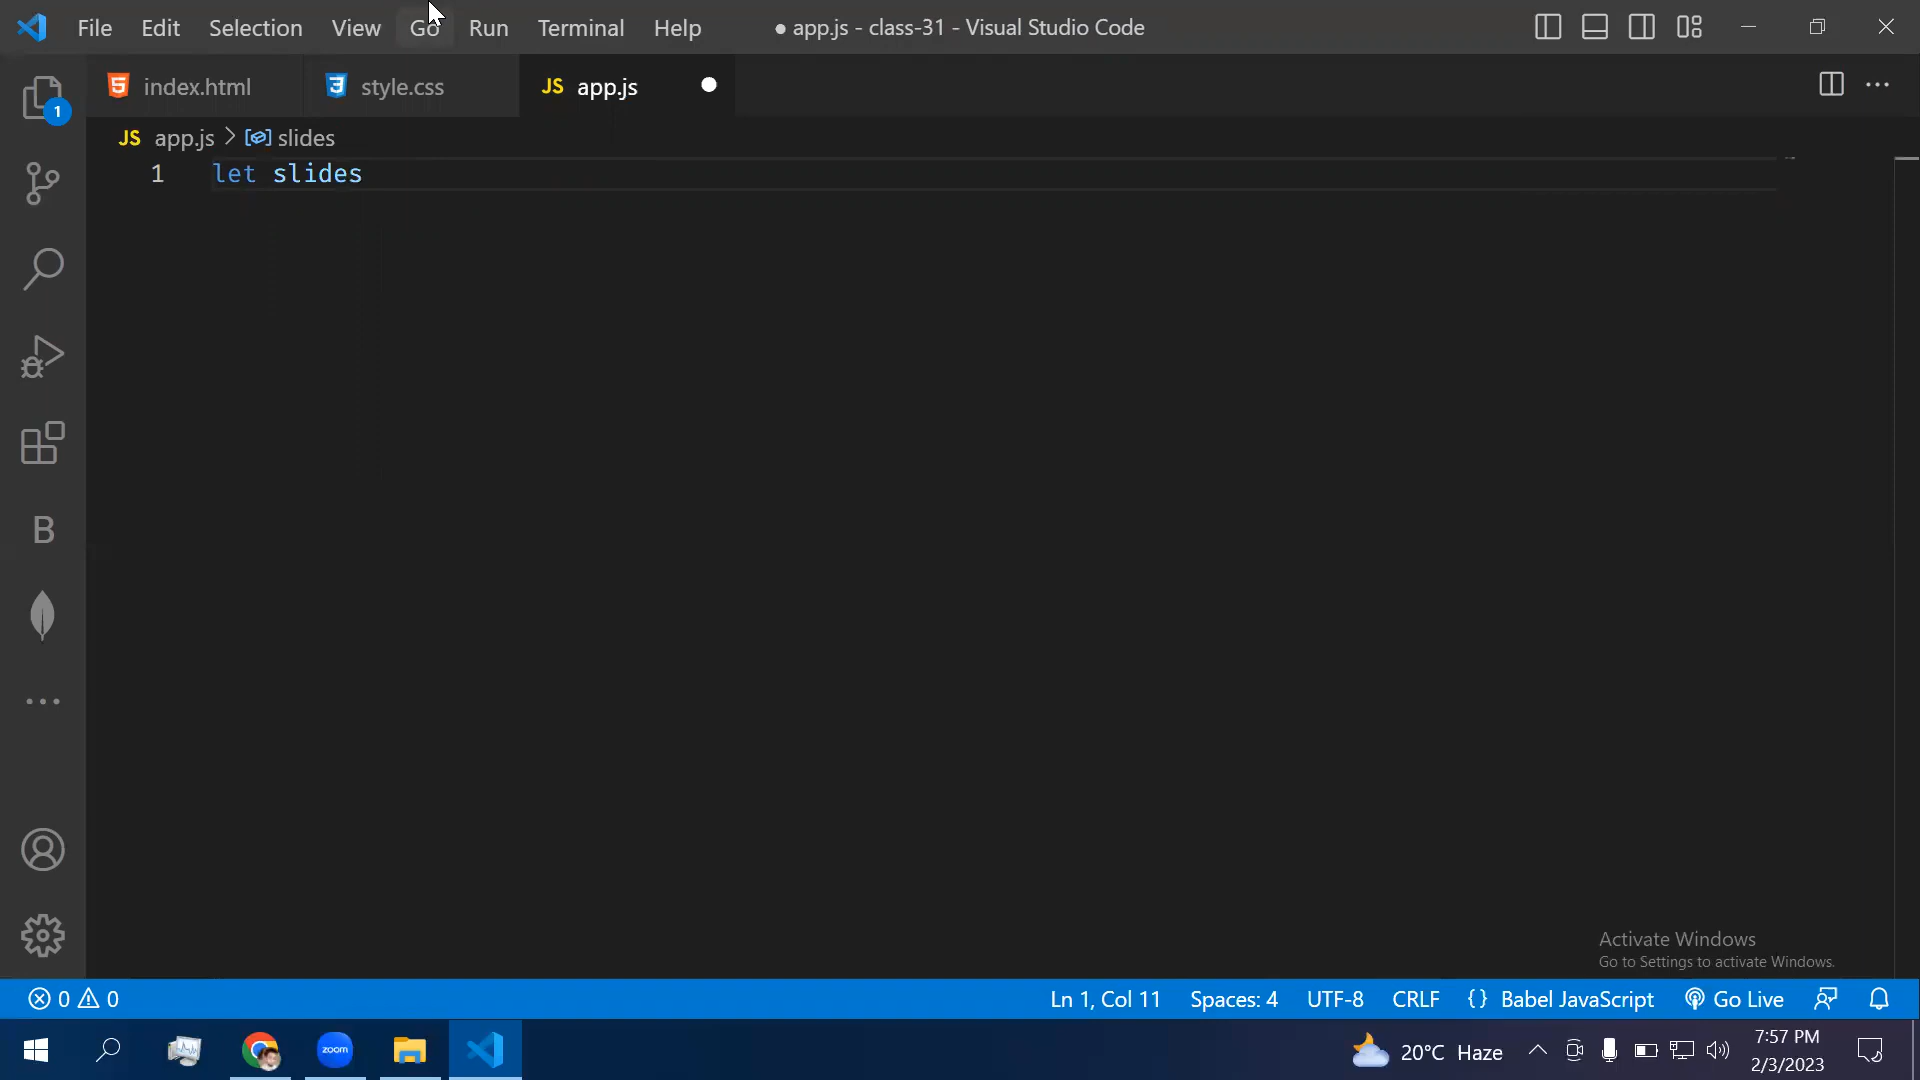 File Edit Selection View Go Run Terminal Help ● app.js - class-31 - Visual Studio Code
index.html style.css JS app.js
1
JS app.js > slides
1 let slides
B
Activate Windows
Go to Settings to activate Windows.
0 0 Ln 1, Col 11 Spaces: 4 UTF-8 CRLF {} Babel JavaScript Go Live
zoom 20°C Haze 7:57 PM
2/3/2023